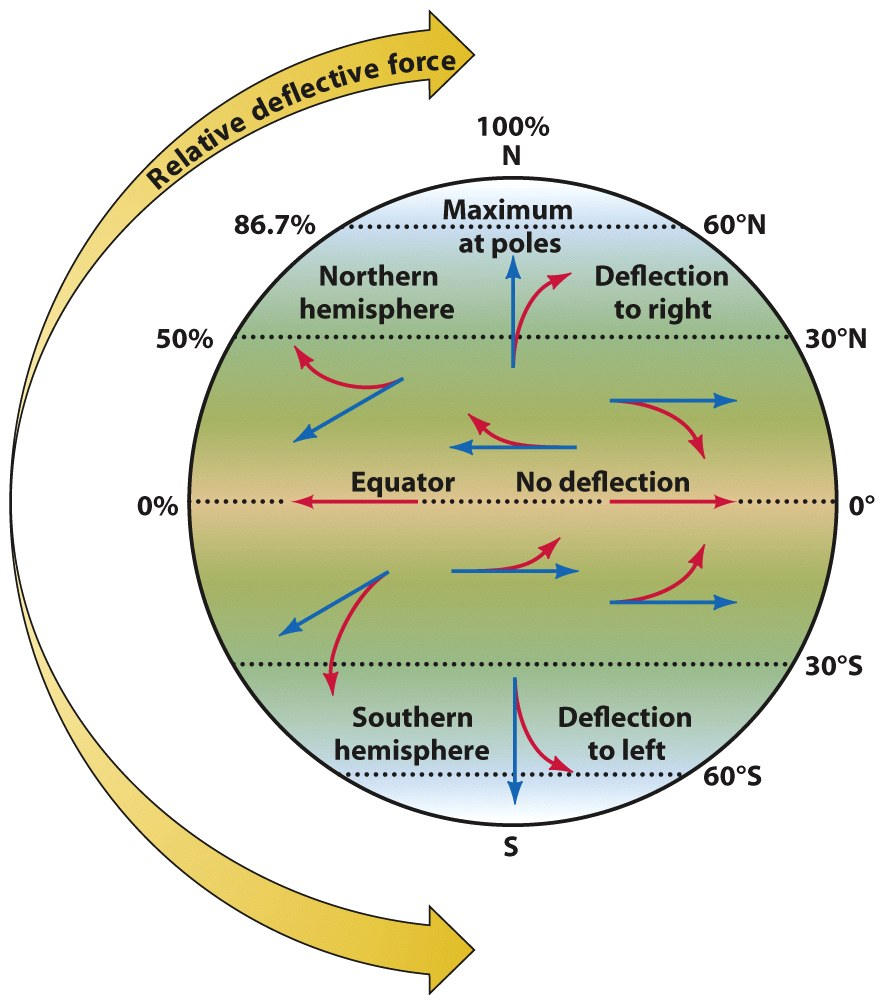 Relative deflective force
100%
N
86.7%
Maximum
at poles
60°N
Northern
hemisphere
Deflection
to right
50%
30°N
Equator
No deflection
0%
0°
30°S
Southern
hemisphere
Deflection
to left
60°S
S